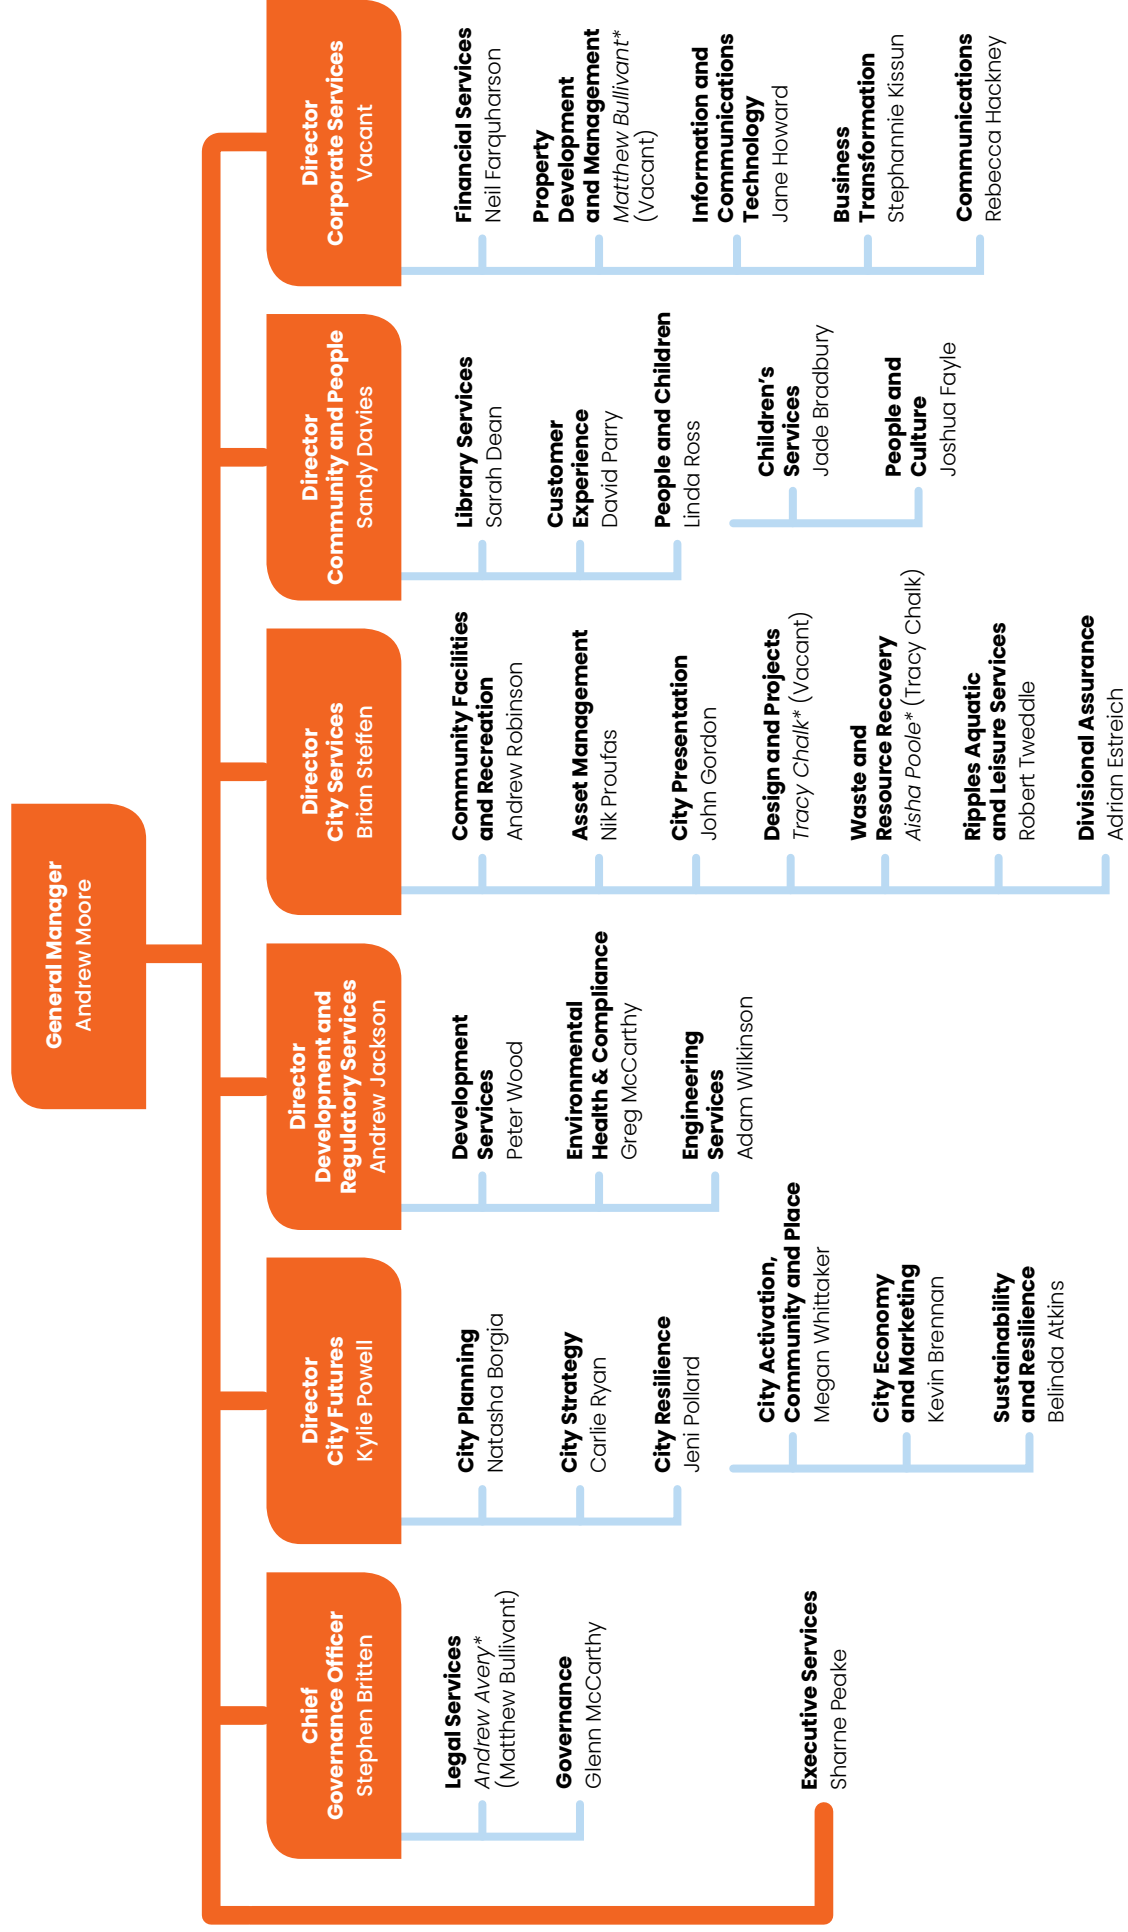 General Manager
Andrew Moore
Chief
Governance Officer
Stephen Britten
Legal Services
Andrew Avery*
(Matthew Bullivant)
Governance
Glenn McCarthy
Executive Services
Sharne Peake
Director
City Futures
Kylie Powell
City Planning
Natasha Borgia
City Strategy
Carlie Ryan
City Resilience
Jeni Pollard
City Activation,
Community and Place
Megan Whittaker
City Economy
and Marketing
Kevin Brennan
Sustainability
and Resilience
Belinda Atkins
Director
Development and
Regulatory Services
Andrew Jackson
Development
Services
Peter Wood
Environmental
Health & Compliance
Greg McCarthy
Engineering
Services
Adam Wilkinson
Director
City Services
Brian Steffen
Community Facilities
and Recreation
Andrew Robinson
Asset Management
Nik Proufas
City Presentation
John Gordon
Design and Projects
Tracy Chalk* (Vacant)
Waste and
Resource Recovery
Aisha Poole* (Tracy Chalk)
Ripples Aquatic
and Leisure Services
Robert Tweddle
Divisional Assurance
Adrian Estreich
Director
Community and People
Sandy Davies
Library Services
Sarah Dean
Customer
Experience
David Parry
People and Children
Linda Ross
Children's
Services
Jade Bradbury
People and
Culture
Joshua Fayle
Director
Corporate Services
Vacant
Financial Services
Neil Farquharson
Property
Development
and Management
Matthew Bullivant*
(Vacant)
Information and
Communications
Technology
Jane Howard
Business
Transformation
Stephannie Kissun
Communications
Rebecca Hackney